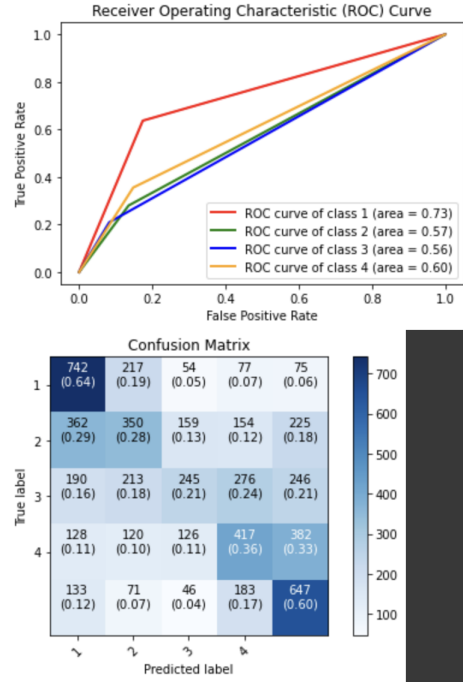 Receiver Operating Characteristic (ROC) Curve
1.0
0.8
0.6
0.4
0.2
0.0
True Positive Rate
ROC curve of class 1 (area = 0.73)
ROC curve of class 2 (area = 0.57)
ROC curve of class 3 (area = 0.56)
ROC curve of class 4 (area = 0.60)
0.0 0.2 0.4 0.6 0.8 1.0
False Positive Rate
Confusion Matrix
742 217 54 77 75
(0.64) (0.19) (0.05) (0.07) (0.06)
1
362 350 159 154 225
(0.29) (0.28) (0.13) (0.12) (0.18)
2
190 213 245 276 246
(0.16) (0.18) (0.21) (0.24) (0.21)
3
128 120 126 417 382
(0.11) (0.10) (0.11) (0.36) (0.33)
4
133 71 46 183 647
(0.12) (0.07) (0.04) (0.17) (0.60)
True label
1 2 3 4
Predicted label
700
600
500
400
300
200
100